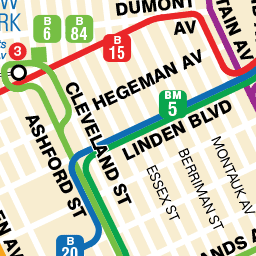 DUMONT
AV
B
6
B
84
B
15
3
HEGEMAN AV
CLEVELAND ST
BM
5
LINDEN BLVD
ASHFORD ST
ESSEX ST
BERRIMAN ST
MONTAUK AV
B
20